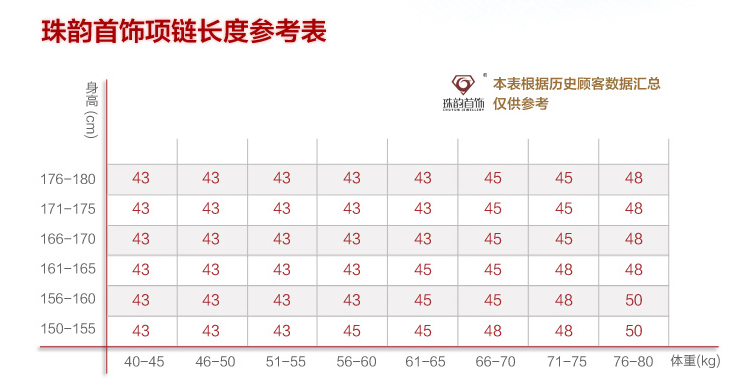 珠韵首饰项链长度参考表
身高(cm)
珠韵首饰
本表根据历史顾客数据汇总
仅供参考
176-180 43 43 43 43 43 45 45 48
171-175 43 43 43 43 43 45 45 48
166-170 43 43 43 43 43 45 45 48
161-165 43 43 43 43 45 45 48 48
156-160 43 43 43 43 45 45 48 50
150-155 43 43 43 45 45 48 48 50
40-45 46-50 51-55 56-60 61-65 66-70 71-75 76-80 体重(kg)